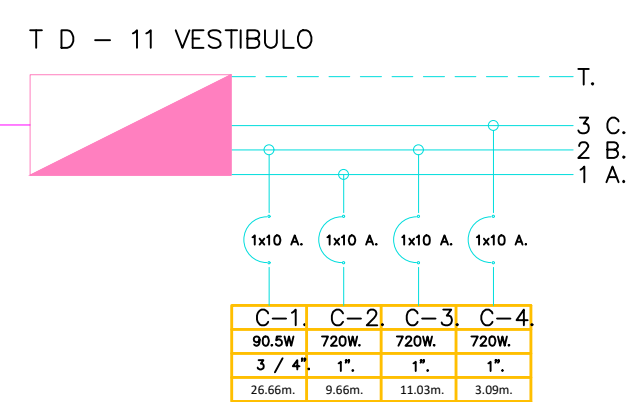 T D - 11 VESTIBULO
T.
3 C.
2 B.
1 A.
1x10 A. 1x10 A. 1x10 A. 1x10 A.
C-1. C-2. C-3. C-4.
90.5W 720W. 720W. 720W.
3 / 4". 1". 1". 1".
26.66m. 9.66m. 11.03m. 3.09m.